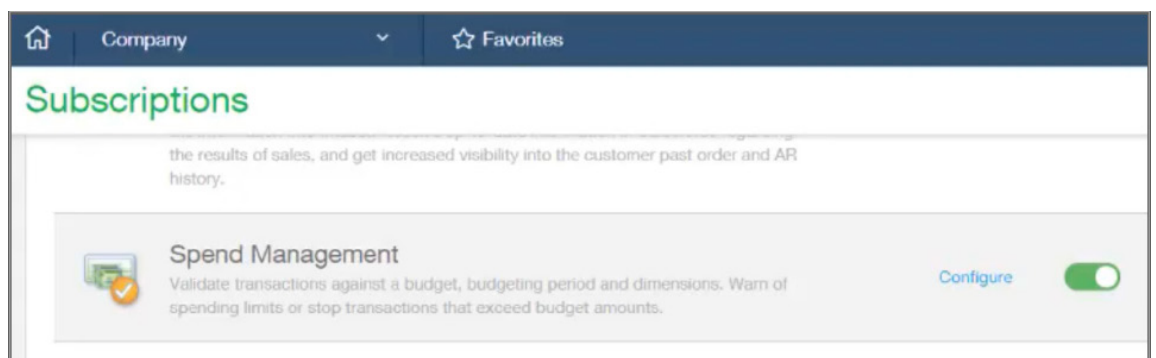 Company
Favorites
Subscriptions
the results of sales, and get increased visibility into the customer past order and AR
history.
Spend Management
Validate transactions against a budget, budgeting period and dimensions. Warn of
Configure
spending limits or stop transactions that exceed budget amounts.